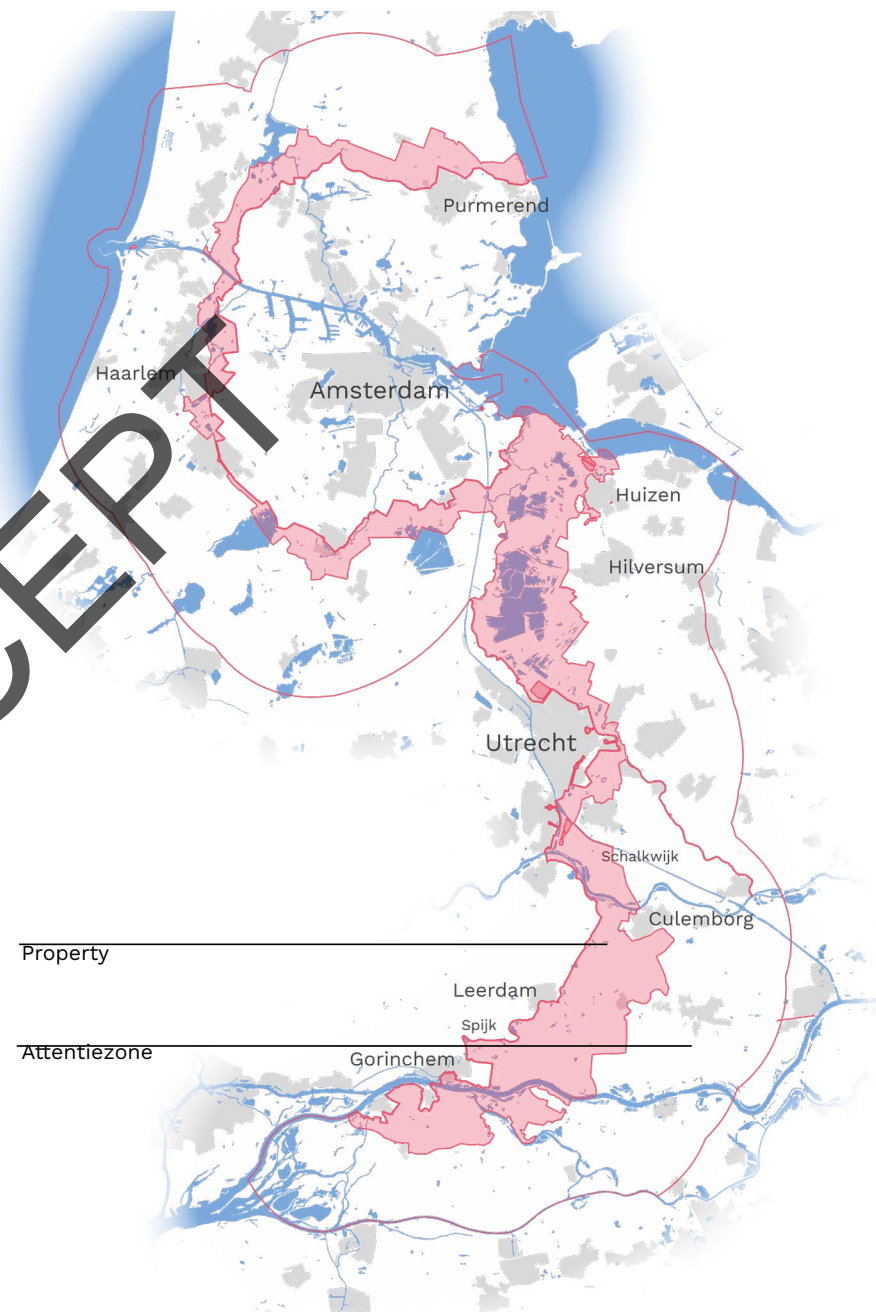 Purmerend
Haarlem
Amsterdam
Huizen
Hilversum
CEPT
Utrecht
Schalkwijk
Culemborg
Property
Leerdam
Spijk
Attentiezone
Gorinchem